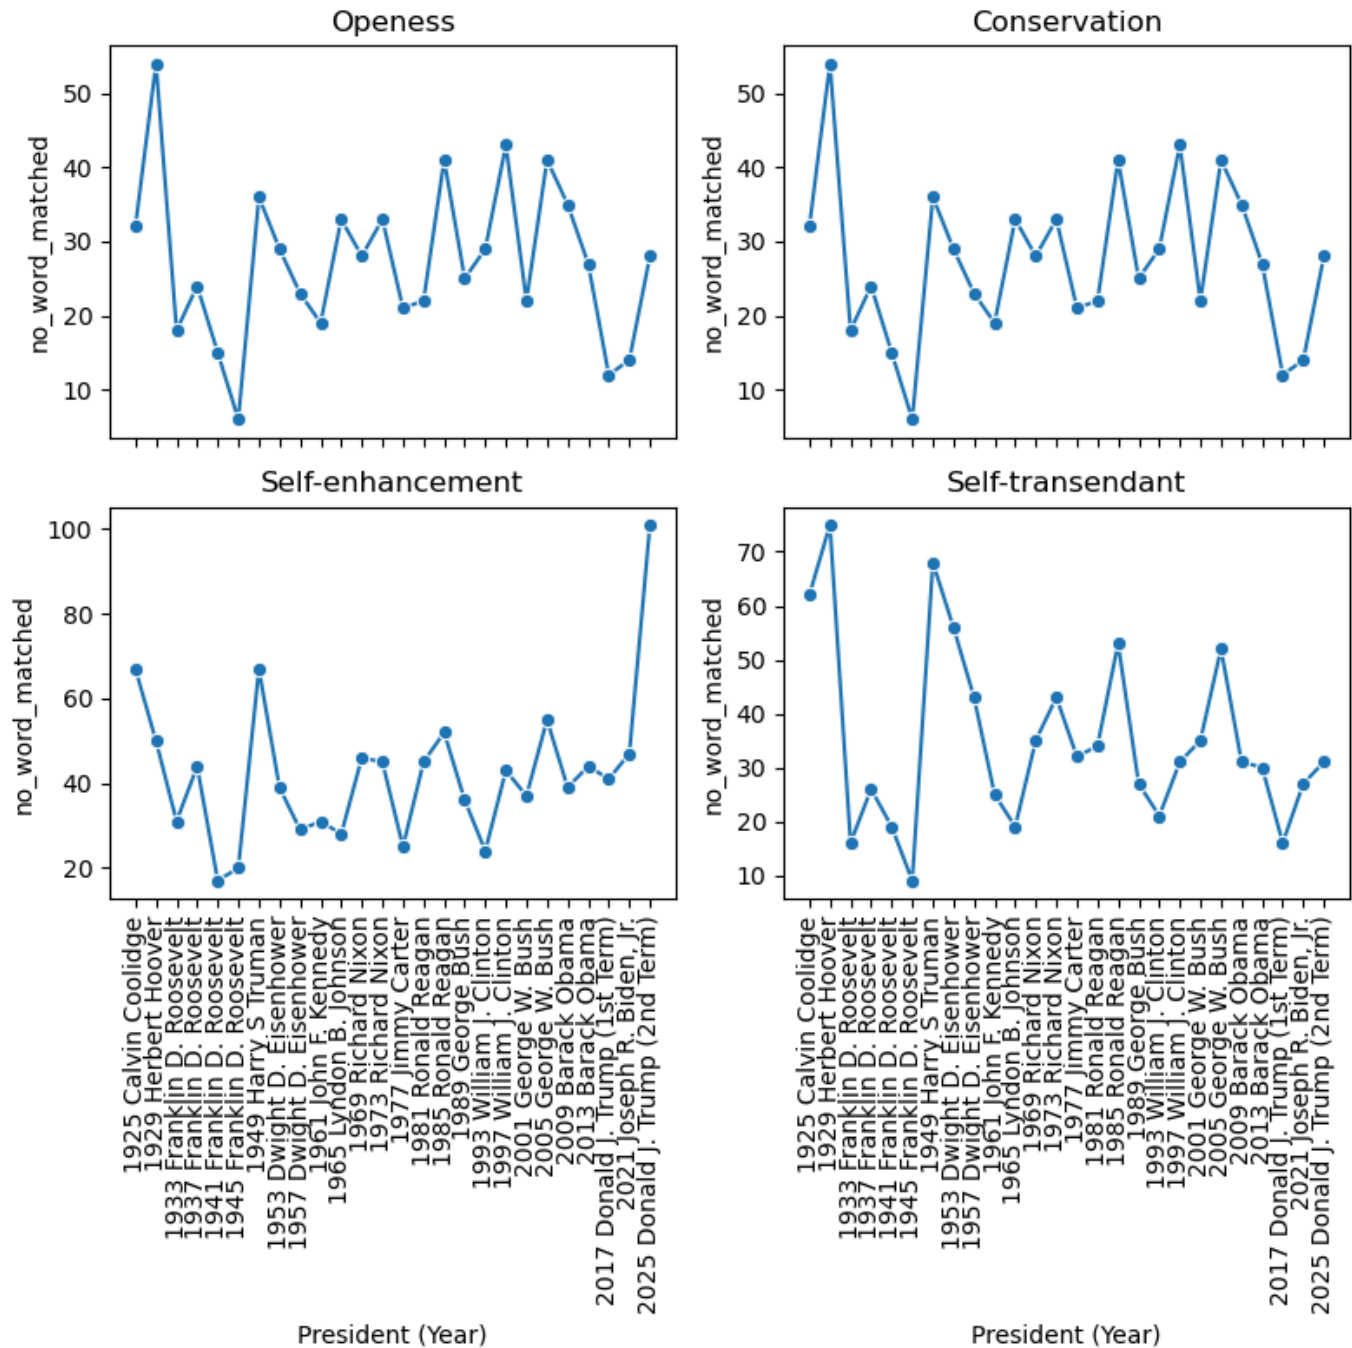 Openess
no_word_matched
50
40
30
20
10
Conservation
no_word_matched
50
40
30
20
10
Self-enhancement
no_word_matched
100
80
60
40
20
1925 Calvin Coolidge
1929 Herbert Hoover
1933 Franklin D. Roosevelt
1937 Franklin D. Roosevelt
1941 Franklin D. Roosevelt
1945 Franklin D. Roosevelt
1949 Harry S Truman
1953 Dwight D. Eisenhower
1957 Dwight D. Eisenhower
1961 John F. Kennedy
1965 Lyndon B. Johnson
1969 Richard Nixon
1973 Richard Nixon
1977 Jimmy Carter
1981 Ronald Reagan
1985 Ronald Reagan
1989 George Bush
1993 William J. Clinton
1997 William J. Clinton
2001 George W. Bush
2005 George W. Bush
2009 Barack Obama
2013 Barack Obama
2017 Donald J. Trump (1st Term)
2021 Joseph R. Biden, Jr.
2025 Donald J. Trump (2nd Term)
President (Year)
Self-transendant
no_word_matched
70
60
50
40
30
20
10
1925 Calvin Coolidge
1929 Herbert Hoover
1933 Franklin D. Roosevelt
1937 Franklin D. Roosevelt
1941 Franklin D. Roosevelt
1945 Franklin D. Roosevelt
1949 Harry S Truman
1953 Dwight D. Eisenhower
1957 Dwight D. Eisenhower
1961 John F. Kennedy
1965 Lyndon B. Johnson
1969 Richard Nixon
1973 Richard Nixon
1977 Jimmy Carter
1981 Ronald Reagan
1985 Ronald Reagan
1989 George Bush
1993 William J. Clinton
1997 William J. Clinton
2001 George W. Bush
2005 George W. Bush
2009 Barack Obama
2013 Barack Obama
2017 Donald J. Trump (1st Term)
2021 Joseph R. Biden, Jr.
2025 Donald J. Trump (2nd Term)
President (Year)